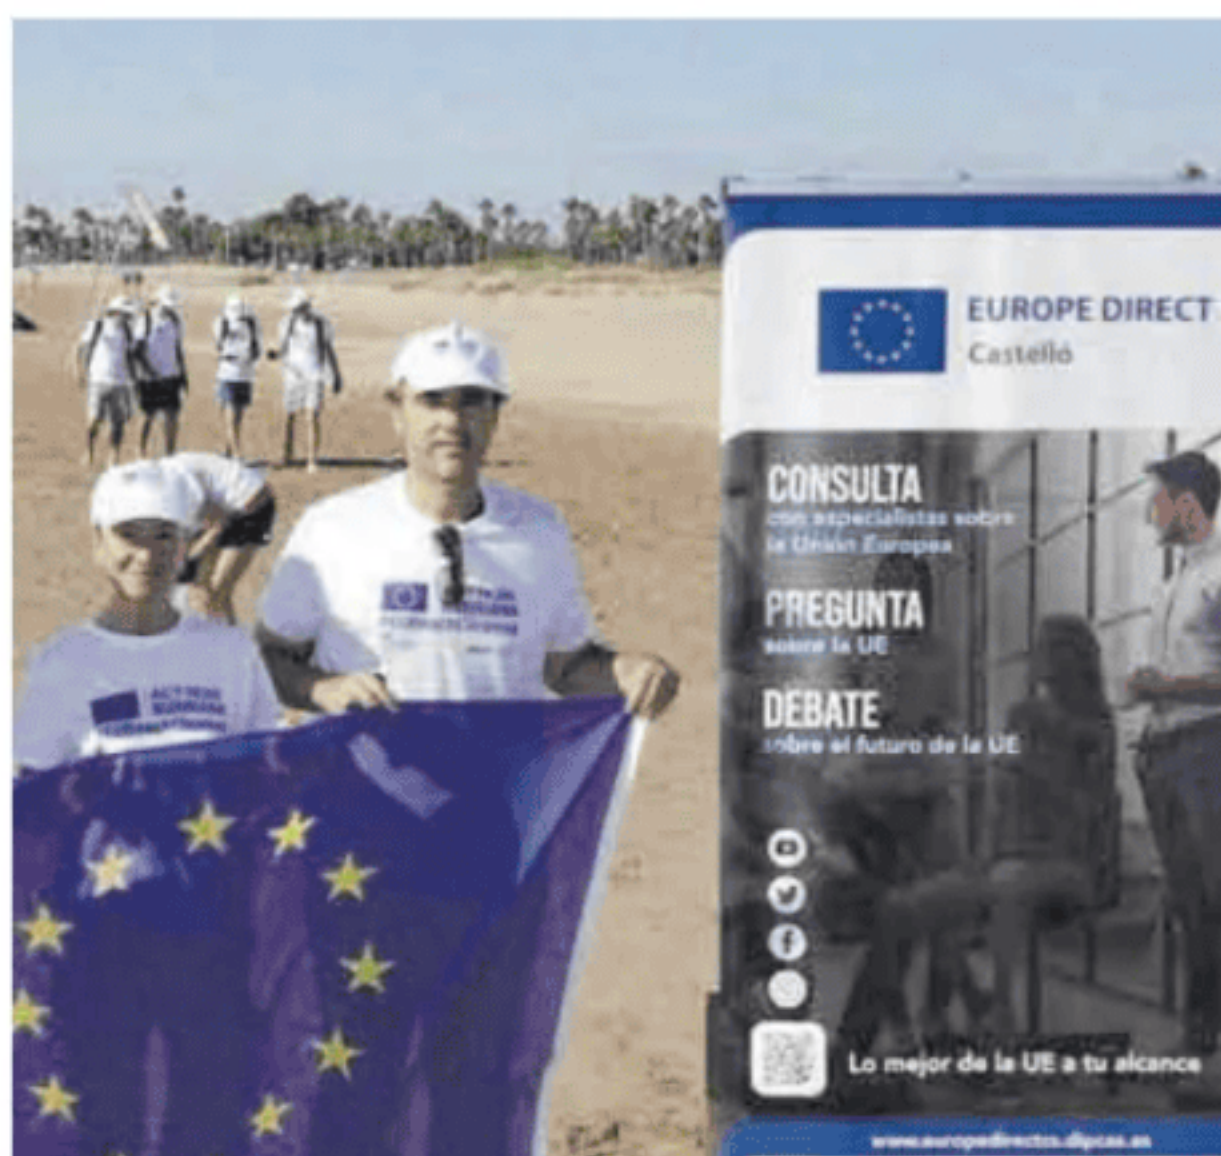 EUROPE DIRECT
Castelló
CONSULTA
con especialistas sobre
la Unión Europea
PREGUNTA
sobre la UE
DEBATE
sobre el futuro de la UE
Lo mejor de la UE a tu alcance